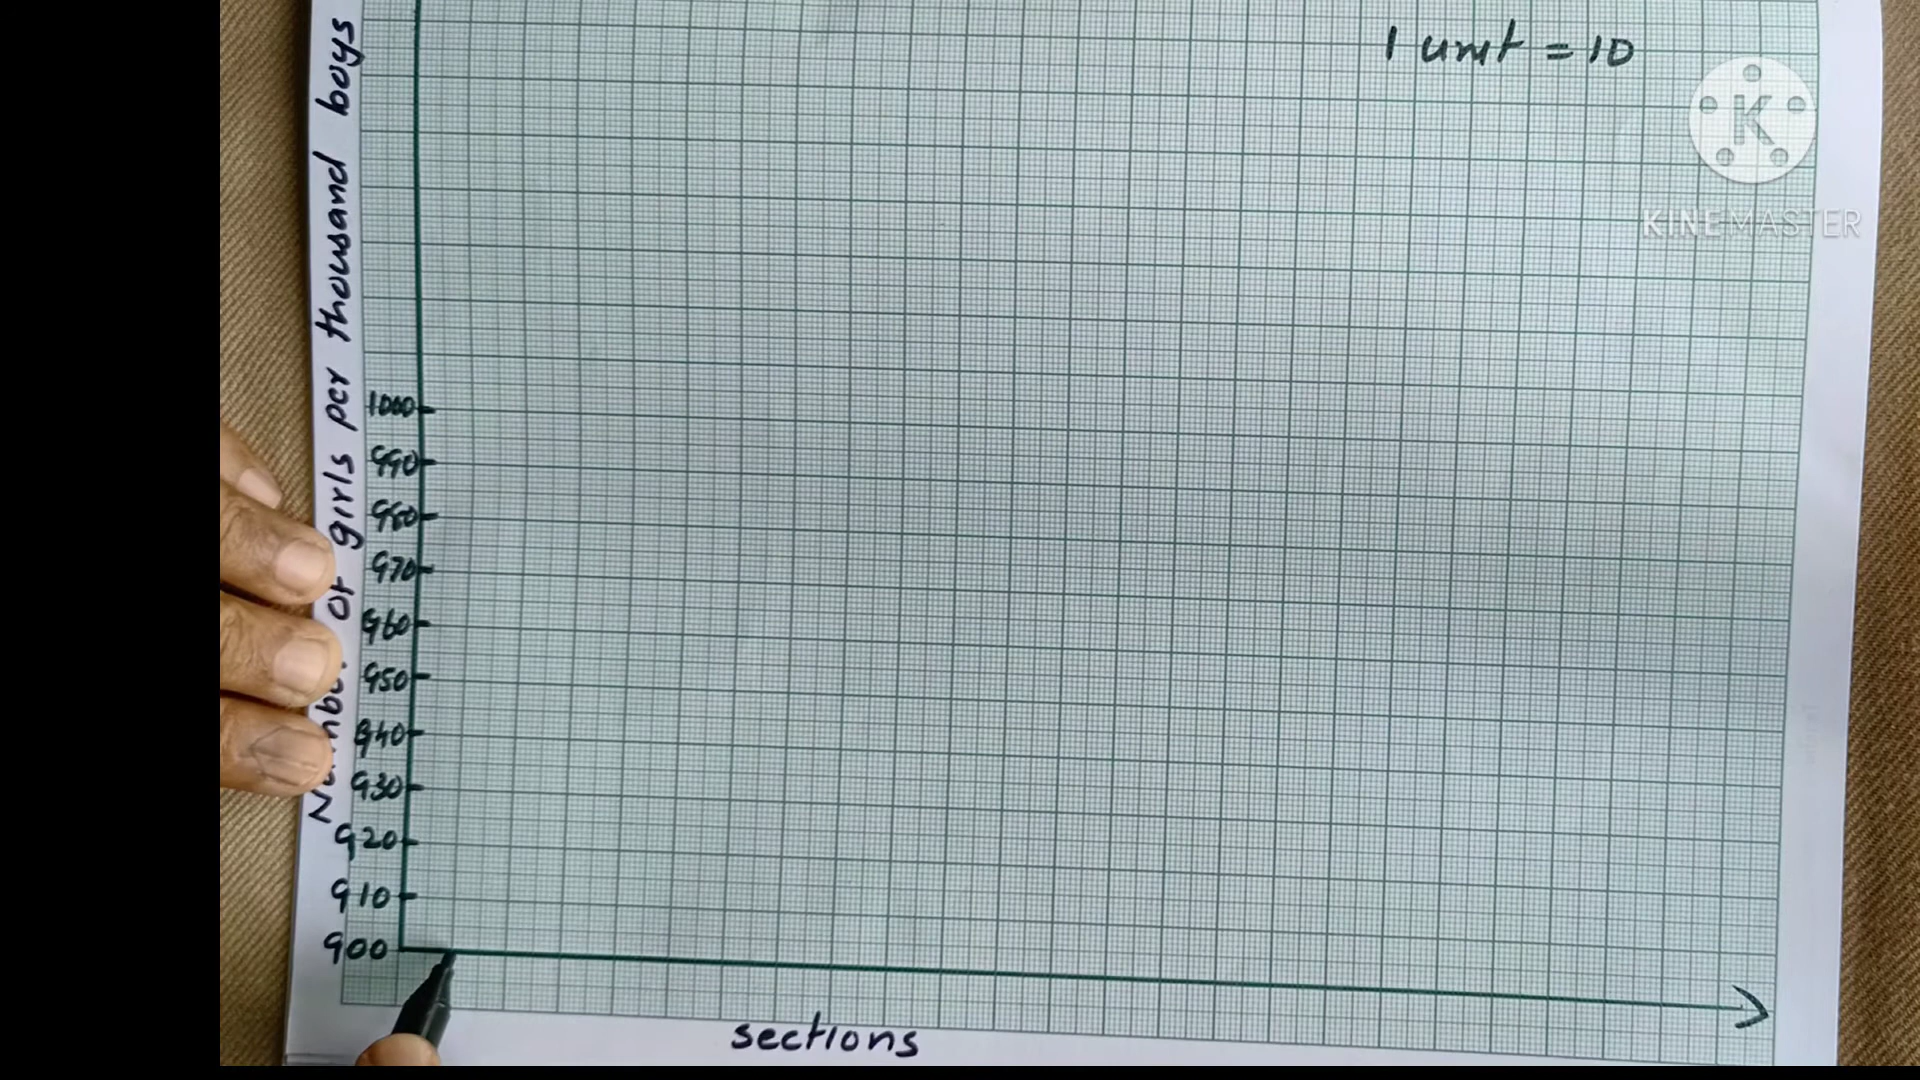 1 unit = 10
K
KINEMASTER
Number of girls per thousand boys
1000
990
980
970
960
950
940
930
920
910
900
sections